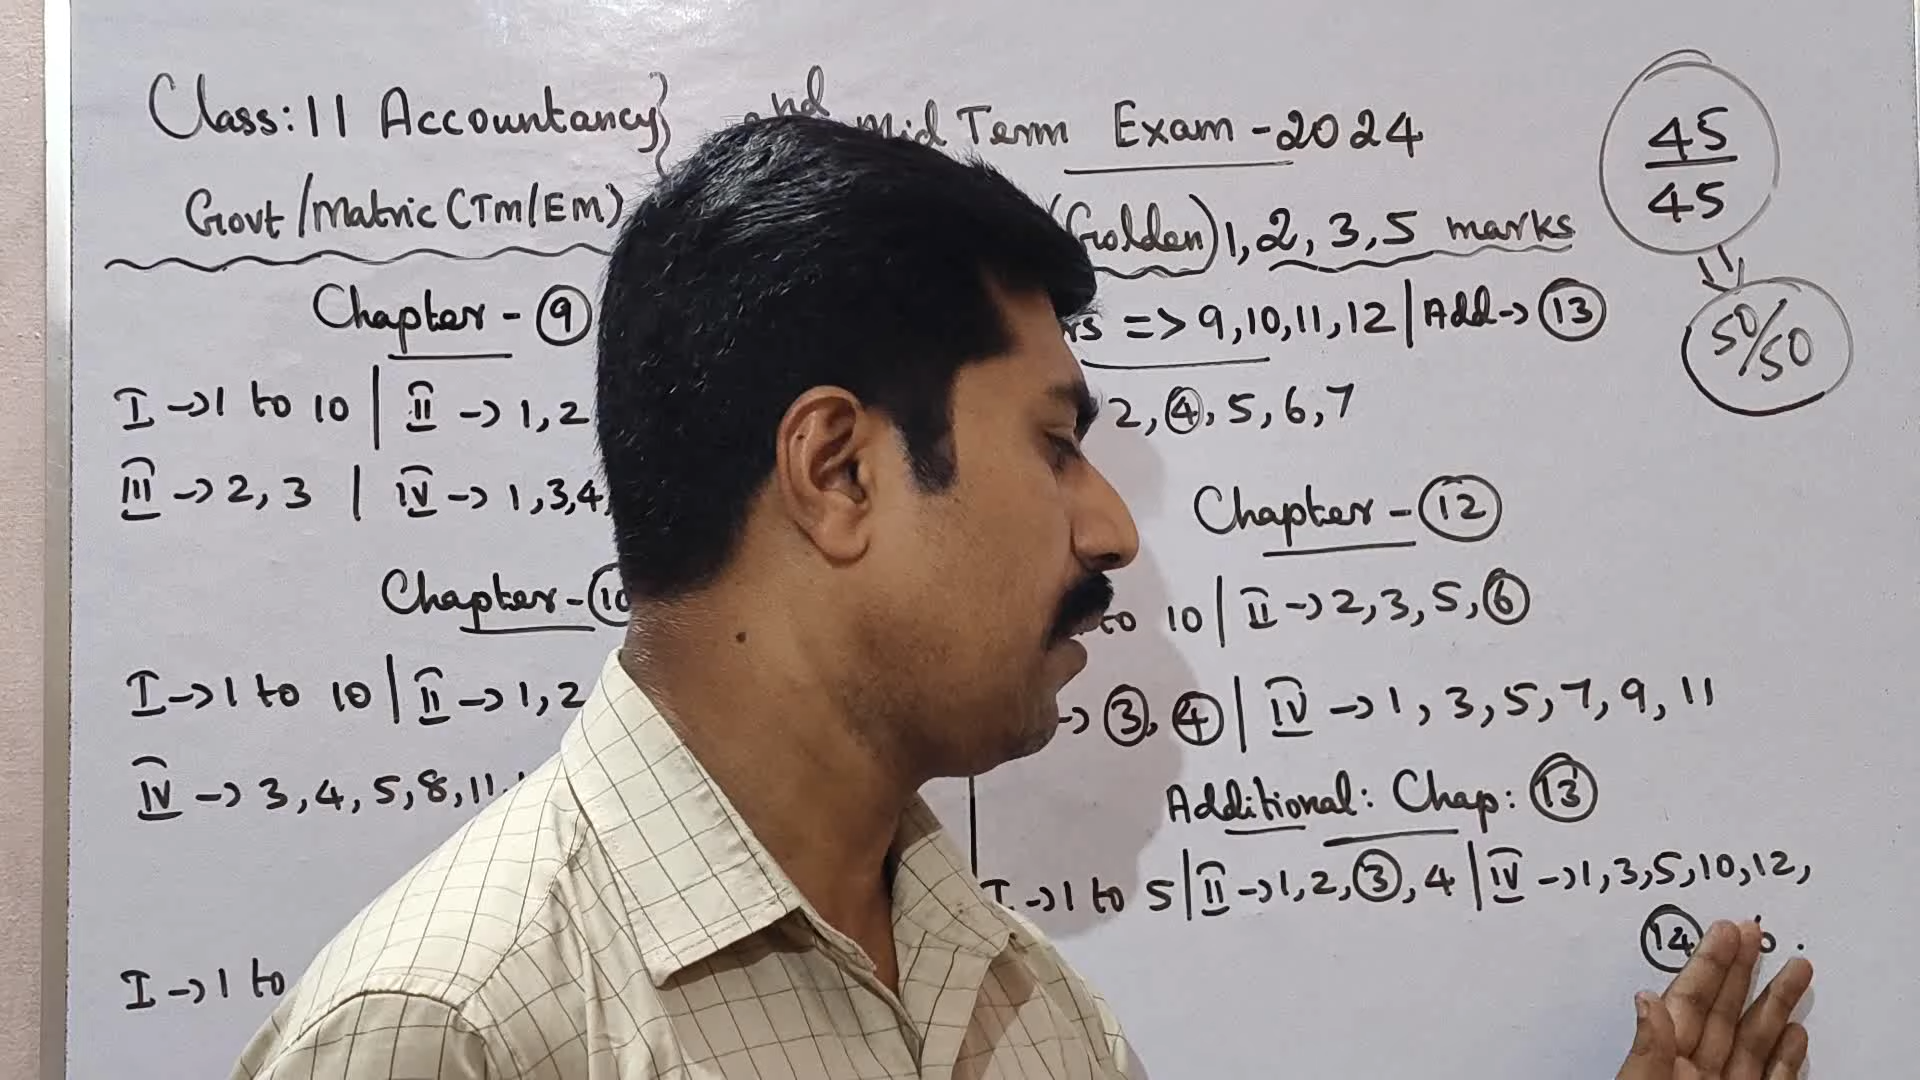 Class: 11 Accountancy} 2nd Mid Term Exam - 2024
Govt/Matric (TM/EM) (Golden) 1, 2, 3, 5 marks
45
45
50/50
Chapter - 9
=> 9, 10, 11, 12 | Add -> 13
I -> 1 to 10 | II -> 1, 2
2, 4, 5, 6, 7
III -> 2, 3 | IV -> 1, 3, 4,
Chapter - 10
I -> 1 to 10 | II -> 1, 2
IV -> 3, 4, 5, 8, 11,
I -> 1 to
Chapter - 12
to 10 | II -> 2, 3, 5, 6
-> 3, 4 | IV -> 1, 3, 5, 7, 9, 11
Additional: Chap: 13
I -> 1 to 5 | II -> 1, 2, 3, 4 | IV -> 1, 3, 5, 10, 12,
14